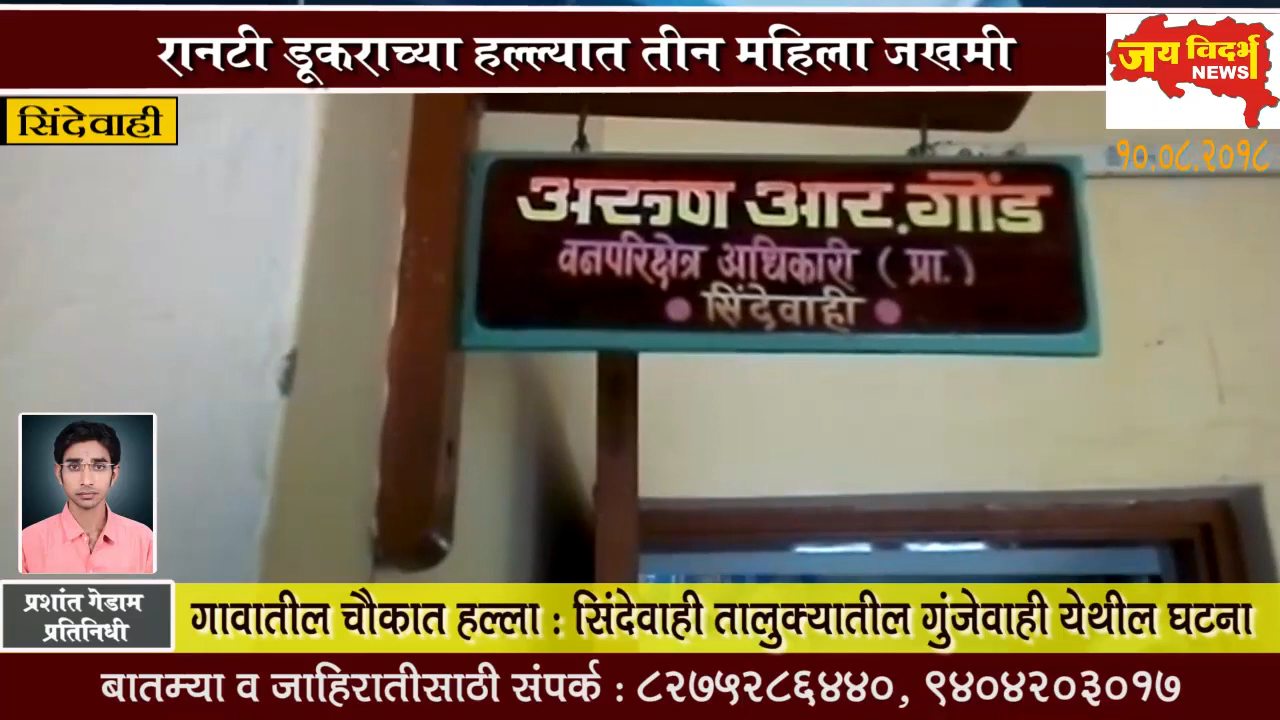 रानटी डूकराच्या हल्ल्यात तीन महिला जखमी
जय विदर्भ
NEWS
सिंदेवाही
१०.०८.२०१८
अरूण आर. गोंड
वनपरिक्षेत्र अधिकारी ( प्रा. )
सिंदेवाही
प्रशांत गेडाम
प्रतिनिधी
गावातील चौकात हल्ला : सिंदेवाही तालुक्यातील गुंजेवाही येथील घटना
बातम्या व जाहिरातीसाठी संपर्क : ८२७५२८६४४०, ९४०४२०३०१७